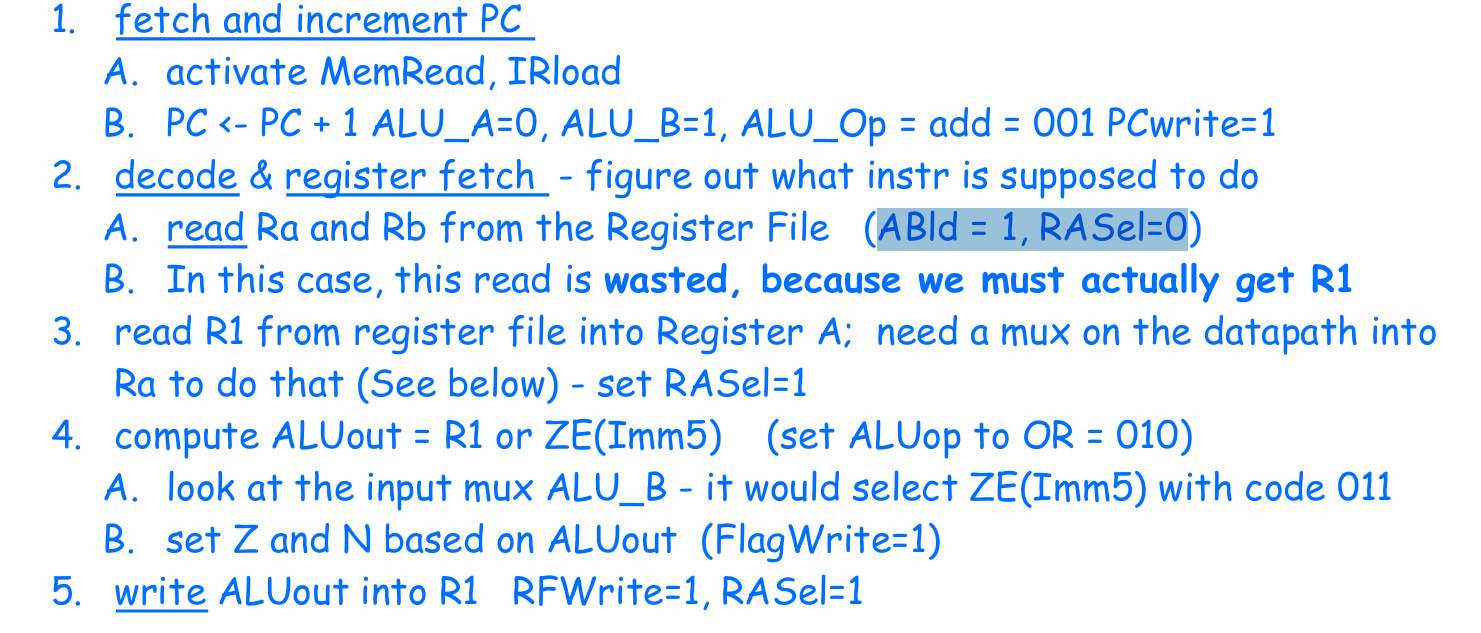 1. fetch and increment PC
A. activate MemRead, IRload
B. PC <- PC + 1 ALU_A=0, ALU_B=1, ALU_Op = add = 001 PCwrite=1
2. decode & register fetch - figure out what instr is supposed to do
A. read Ra and Rb from the Register File (ABld = 1, RASel=0)
B. In this case, this read is wasted, because we must actually get R1
3. read R1 from register file into Register A; need a mux on the datapath into
Ra to do that (See below) - set RASel=1
4. compute ALUout = R1 or ZE(Imm5) (set ALUop to OR = 010)
A. look at the input mux ALU_B - it would select ZE(Imm5) with code 011
B. set Z and N based on ALUout (FlagWrite=1)
5. write ALUout into R1 RFWrite=1, RASel=1